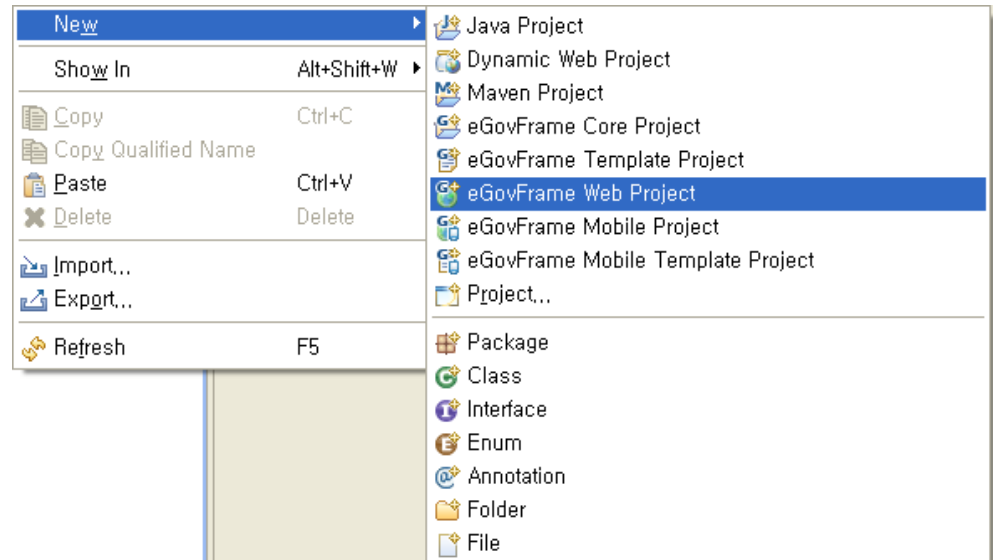 New
Show In Alt+Shift+W
Copy Ctrl+C
Copy Qualified Name
Paste Ctrl+V
Delete Delete
Import...
Export...
Refresh F5
Java Project
Dynamic Web Project
Maven Project
eGovFrame Core Project
eGovFrame Template Project
eGovFrame Web Project
eGovFrame Mobile Project
eGovFrame Mobile Template Project
Project...
Package
Class
Interface
Enum
Annotation
Folder
File